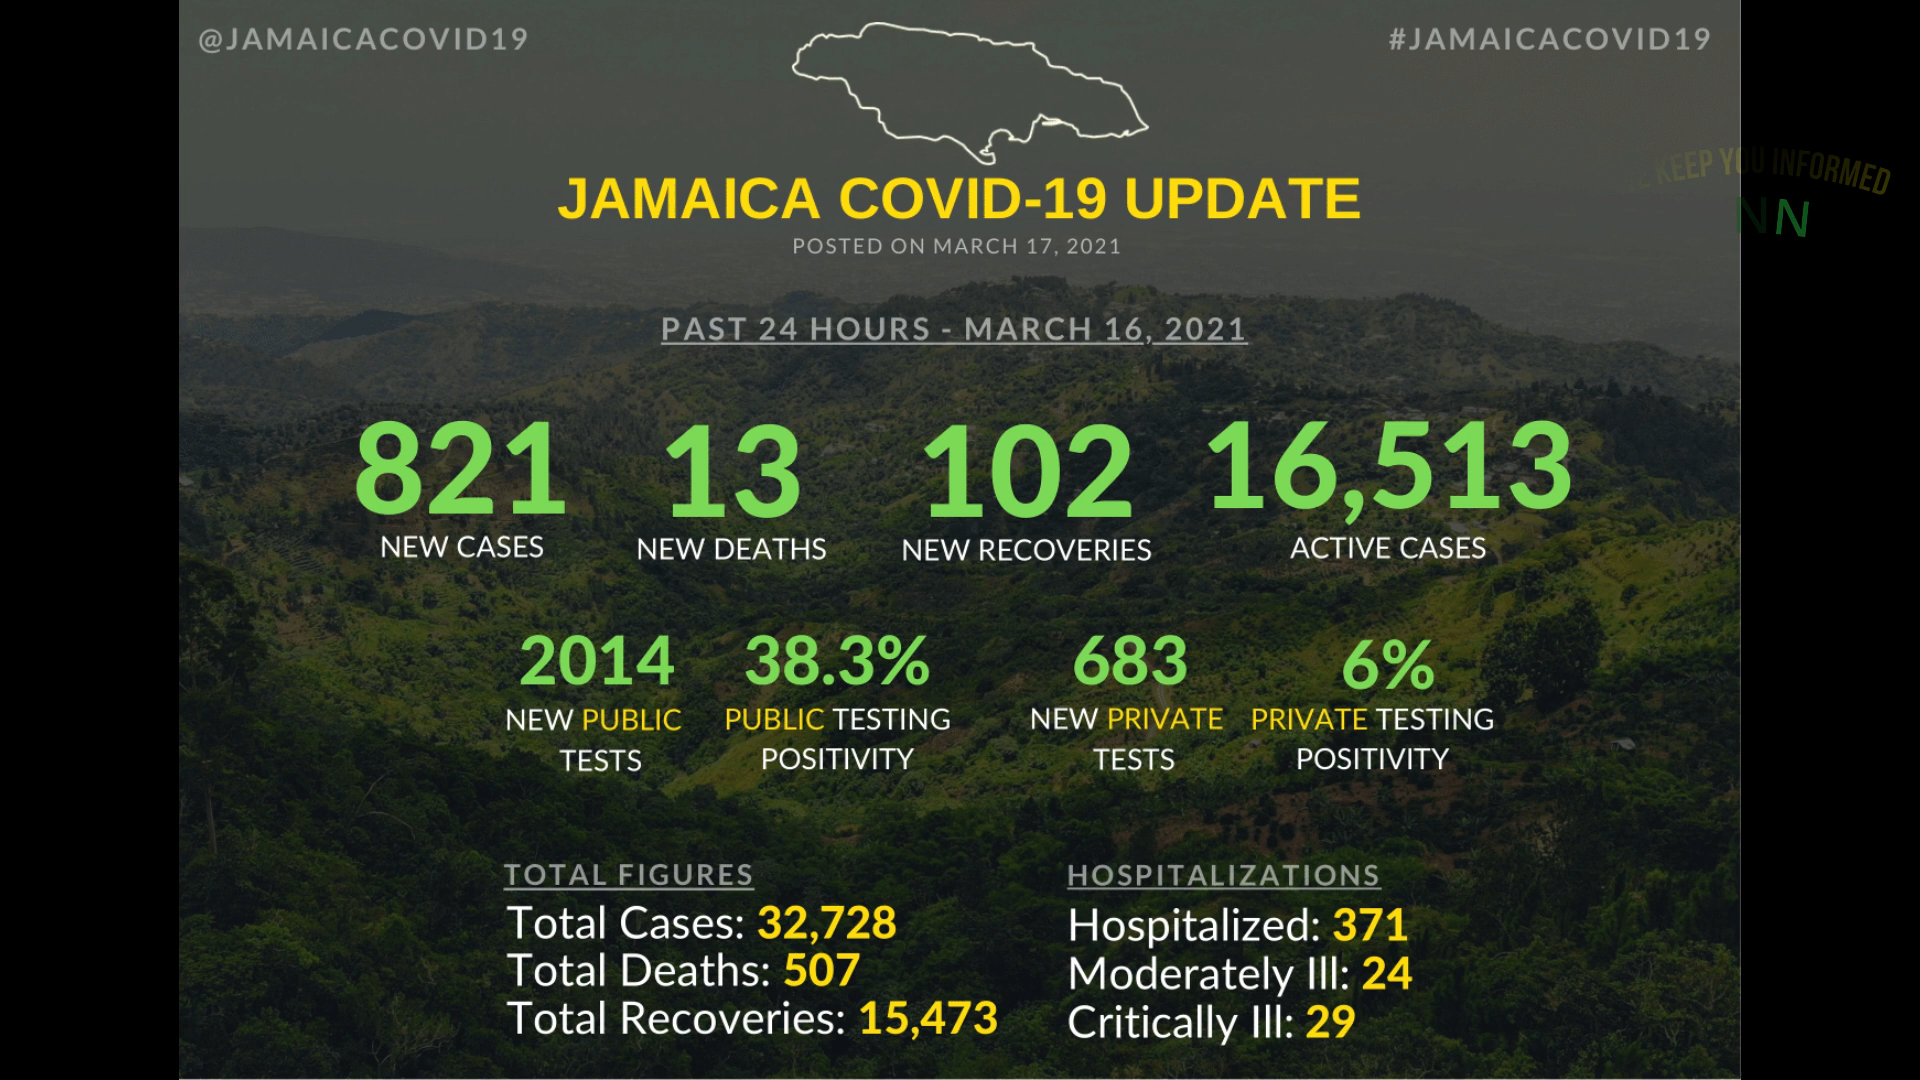 @JAMAICACOVID19
#JAMAICACOVID19
KEEP YOU INFORMED
NN
JAMAICA COVID-19 UPDATE
POSTED ON MARCH 17, 2021
PAST 24 HOURS - MARCH 16, 2021
821 13 102 16,513
NEW CASES NEW DEATHS NEW RECOVERIES ACTIVE CASES
2014 38.3% 683 6%
NEW PUBLIC PUBLIC TESTING NEW PRIVATE PRIVATE TESTING
TESTS POSITIVITY TESTS POSITIVITY
TOTAL FIGURES
Total Cases: 32,728
Total Deaths: 507
Total Recoveries: 15,473
HOSPITALIZATIONS
Hospitalized: 371
Moderately Ill: 24
Critically Ill: 29